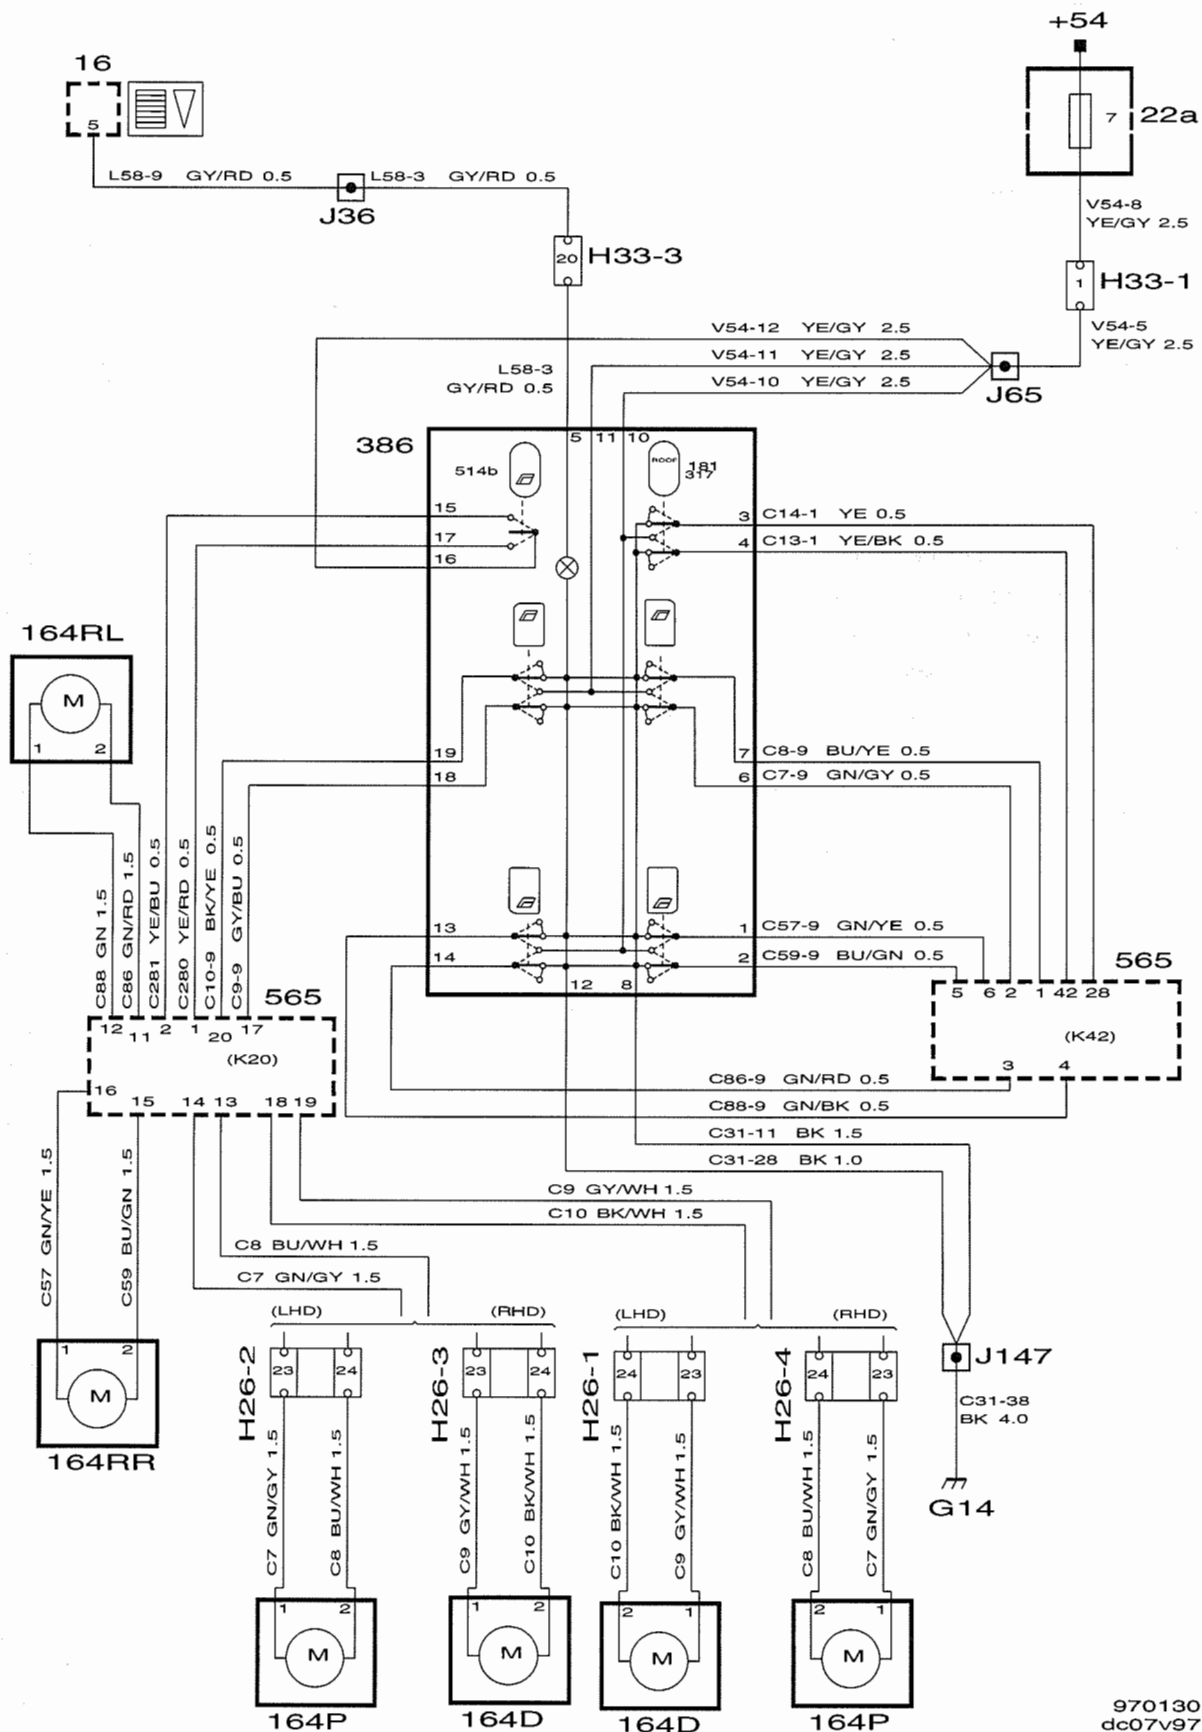 +54
16
5
7
22a
L58-9 GY/RD 0.5
L58-3 GY/RD 0.5
J36
V54-8
YE/GY 2.5
20
H33-3
1
H33-1
V54-12 YE/GY 2.5
V54-5
YE/GY 2.5
V54-11 YE/GY 2.5
L58-3
GY/RD 0.5
V54-10 YE/GY 2.5
J65
386
5 11 10
514b
ROOF
181
317
15
17
16
3 C14-1 YE 0.5
4 C13-1 YE/BK 0.5
164RL
M
1 2
19
18
7 C8-9 BU/YE 0.5
6 C7-9 GN/GY 0.5
C88 GN 1.5
C86 GN/RD 1.5
C281 YE/BU 0.5
C280 YE/RD 0.5
C10-9 BK/YE 0.5
C9-9 GY/BU 0.5
13
14
1 C57-9 GN/YE 0.5
2 C59-9 BU/GN 0.5
12 8
565
12 11 2 1 20 17
(K20)
16
15 14 13 18 19
565
5 6 2 1 42 28
(K42)
3 4
C86-9 GN/RD 0.5
C88-9 GN/BK 0.5
C31-11 BK 1.5
C31-28 BK 1.0
C9 GY/WH 1.5
C10 BK/WH 1.5
C8 BU/WH 1.5
C7 GN/GY 1.5
C57 GN/YE 1.5
C59 BU/GN 1.5
(LHD) (RHD) (LHD) (RHD)
1 2
M
164RR
H26-2
23 24
H26-3
23 24
H26-1
24 23
H26-4
24 23
J147
C31-38
BK 4.0
G14
C7 GN/GY 1.5
C8 BU/WH 1.5
C9 GY/WH 1.5
C10 BK/WH 1.5
C10 BK/WH 1.5
C9 GY/WH 1.5
C8 BU/WH 1.5
C7 GN/GY 1.5
1 2
M
164P
1 2
M
164D
2 1
M
164D
2 1
M
164P
970130
dc07v97